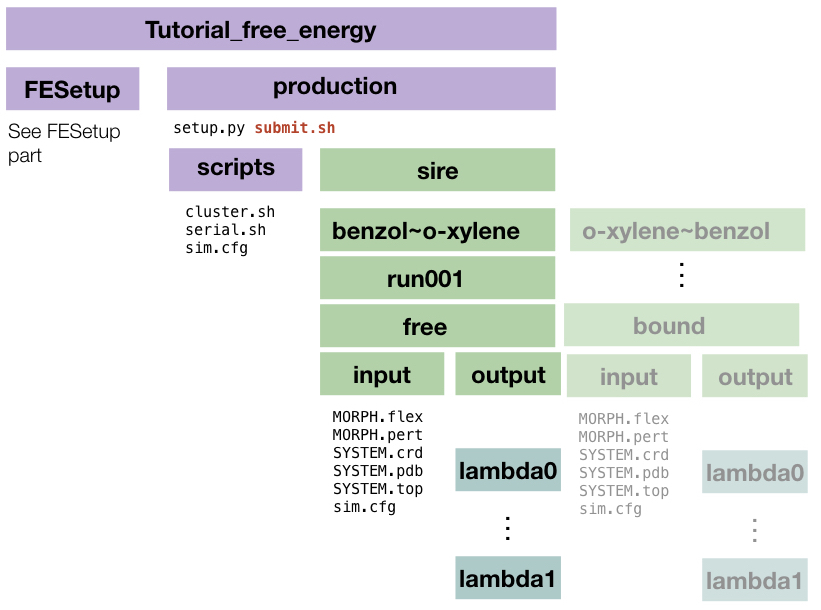 Tutorial_free_energy
FESetup
production
See FESetup
part
setup.py submit.sh
scripts
sire
cluster.sh
serial.sh
sim.cfg
benzol~o-xylene
o-xylene~benzol
run001
free
bound
input
output
input
output
MORPH.flex
MORPH.pert
SYSTEM.crd
SYSTEM.pdb
SYSTEM.top
sim.cfg
lambda0
lambda1
MORPH.flex
MORPH.pert
SYSTEM.crd
SYSTEM.pdb
SYSTEM.top
sim.cfg
lambda0
lambda1